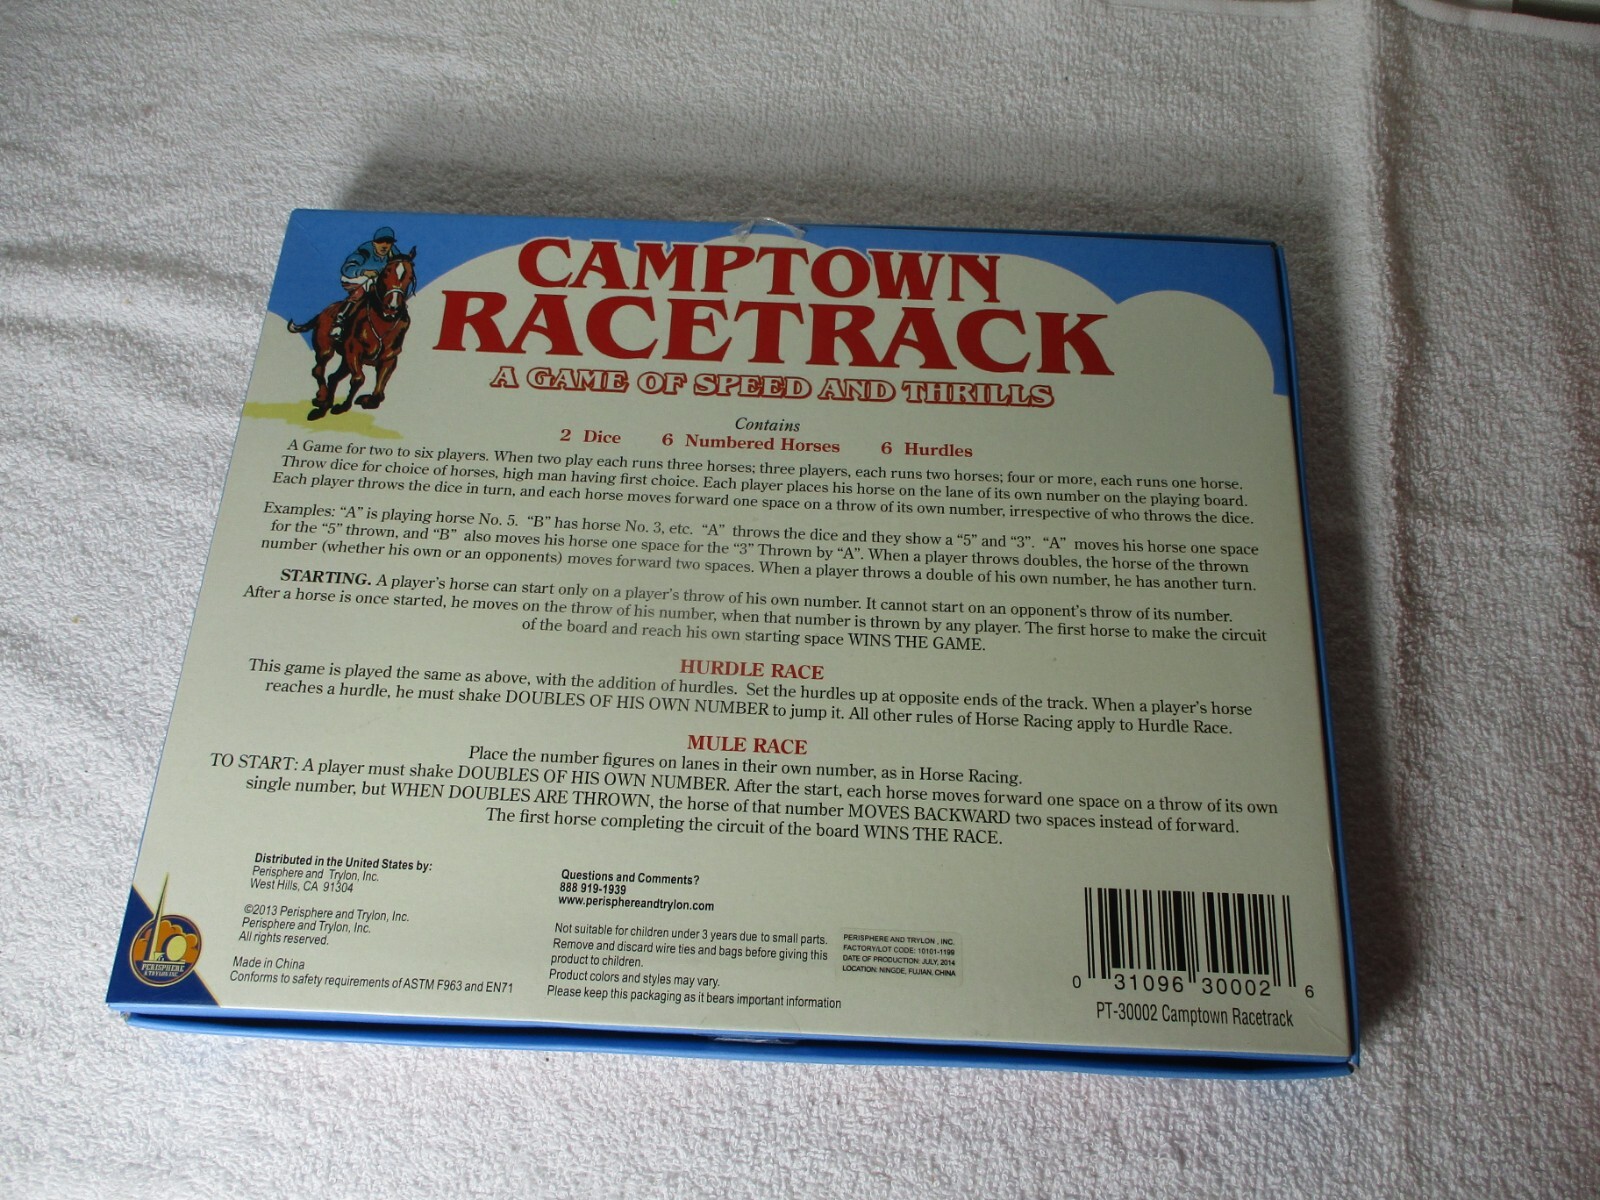 CAMPTOWN
RACETRACK
A GAME OF SPEED AND THRILLS
Contains
2 Dice 6 Numbered Horses 6 Hurdles
A Game for two to six players. When two play each runs three horses; three players, each runs two horses; four or more, each runs one horse.
Throw dice for choice of horses, high man having first choice. Each player places his horse on the lane of its own number on the playing board.
Each player throws the dice in turn, and each horse moves forward one space on a throw of its own number, irrespective of who throws the dice.
Examples: "A" is playing horse No. 5. "B" has horse No. 3, etc. "A" throws the dice and they show a "5" and "3". "A" moves his horse one space
for the "5" thrown, and "B" also moves his horse one space for the "3" Thrown by "A". When a player throws doubles, the horse of the thrown
number (whether his own or an opponents) moves forward two spaces. When a player throws a double of his own number, he has another turn.
STARTING. A player's horse can start only on a player's throw of his own number. It cannot start on an opponent's throw of its number.
After a horse is once started, he moves on the throw of his number, when that number is thrown by any player. The first horse to make the circuit
of the board and reach his own starting space WINS THE GAME.
HURDLE RACE
This game is played the same as above, with the addition of hurdles. Set the hurdles up at opposite ends of the track. When a player's horse
reaches a hurdle, he must shake DOUBLES OF HIS OWN NUMBER to jump it. All other rules of Horse Racing apply to Hurdle Race.
MULE RACE
Place the number figures on lanes in their own number, as in Horse Racing.
TO START: A player must shake DOUBLES OF HIS OWN NUMBER. After the start, each horse moves forward one space on a throw of its own
single number, but WHEN DOUBLES ARE THROWN, the horse of that number MOVES BACKWARD two spaces instead of forward.
The first horse completing the circuit of the board WINS THE RACE.
Distributed in the United States by:
Perisphere and Trylon, Inc.
West Hills, CA 91304
©2013 Perisphere and Trylon, Inc.
Perisphere and Trylon, Inc.
All rights reserved.
Made in China
Conforms to safety requirements of ASTM F963 and EN71
PERISPHERE
& TRYLON INC.
Questions and Comments?
888 919-1939
www.perisphereandtrylon.com
Not suitable for children under 3 years due to small parts.
Remove and discard wire ties and bags before giving this
product to children.
Product colors and styles may vary.
Please keep this packaging as it bears important information
PERISPHERE AND TRYLON , INC.
FACTORY/LOT CODE: 10101-1199
DATE OF PRODUCTION: JULY, 2014
LOCATION: NINGDE, FUJIAN, CHINA
0 31096 30002 6
PT-30002 Camptown Racetrack